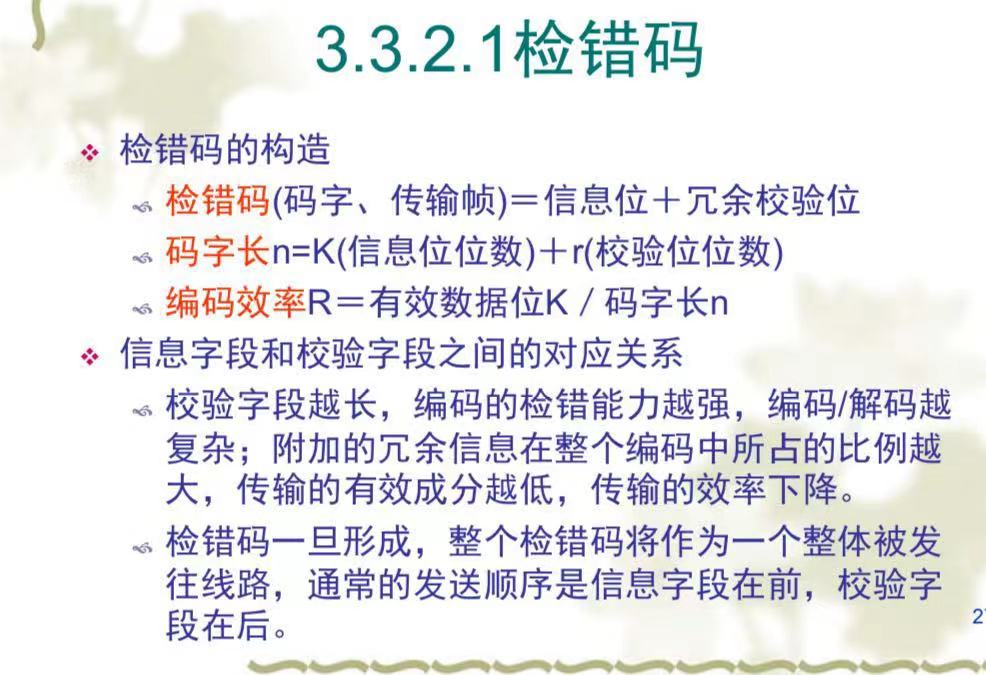 3.3.2.1检错码
检错码的构造
检错码(码字、传输帧)＝信息位＋冗余校验位
码字长n=K(信息位位数)＋r(校验位位数)
编码效率R＝有效数据位K／码字长n
信息字段和校验字段之间的对应关系
校验字段越长，编码的检错能力越强，编码/解码越
复杂；附加的冗余信息在整个编码中所占的比例越
大，传输的有效成分越低，传输的效率下降。
检错码一旦形成，整个检错码将作为一个整体被发
往线路，通常的发送顺序是信息字段在前，校验字
段在后。